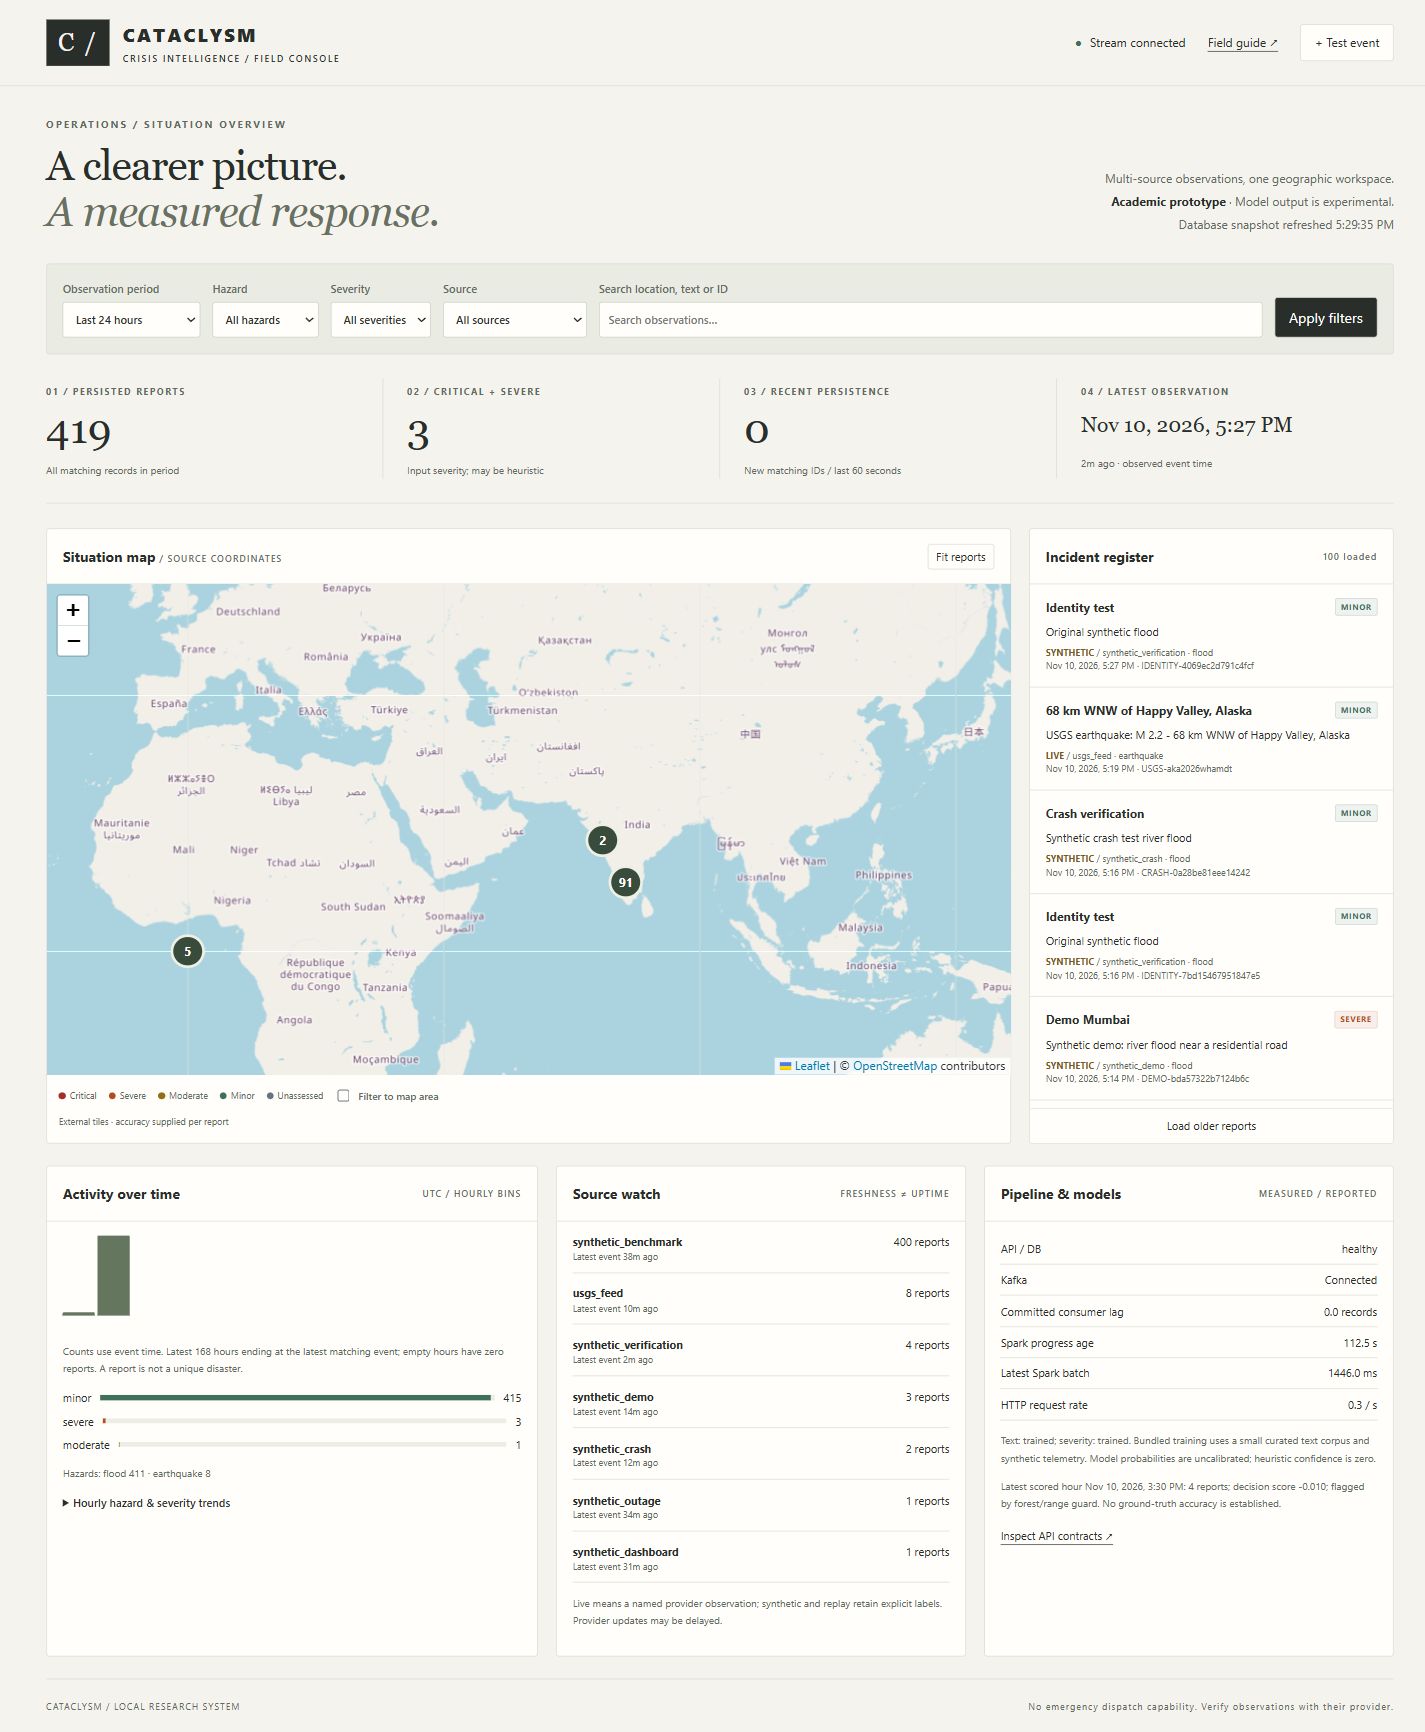 C /
CATACLYSM
CRISIS INTELLIGENCE / FIELD CONSOLE
Stream connected
Field guide ↗
+ Test event
OPERATIONS / SITUATION OVERVIEW
A clearer picture.
A measured response.
Multi-source observations, one geographic workspace.
Academic prototype · Model output is experimental.
Database snapshot refreshed 5:29:35 PM
Observation period
Hazard
Severity
Source
Search location, text or ID
Last 24 hours
All hazards
All severities
All sources
Search observations...
Apply filters
01 / PERSISTED REPORTS
419
All matching records in period
02 / CRITICAL + SEVERE
3
Input severity; may be heuristic
03 / RECENT PERSISTENCE
0
New matching IDs / last 60 seconds
04 / LATEST OBSERVATION
Nov 10, 2026, 5:27 PM
2m ago · observed event time
Situation map / SOURCE COORDINATES
Fit reports
+
−
Беларусь
Deutschland
Україна
Қазақстан
Монгол
улс
France
România
Italia
O'zbekiston
España
Ελλάς
Türkiye
Türkmenistan
中国
日本
العراق
ایران
افغانستان
پاکستان
الجزائر
ليبيا
Libya
مصر
السعودية
عمان
India
2
Mauritanie
موريتانيا
Mali
Niger
Tchad تشاد
السودان
اليمن
Việt Nam
ประเทศไทย
Philippines
91
Nigeria
South Sudan
Soomaaliya
الصومال
Malaysia
5
Kenya
République
démocratique
du Congo
Tanzania
Indonesia
Papua
Angola
Moçambique
Leaflet | © OpenStreetMap contributors
Critical
Severe
Moderate
Minor
Unassessed
Filter to map area
External tiles · accuracy supplied per report
Incident register
100 loaded
Identity test
MINOR
Original synthetic flood
SYNTHETIC / synthetic_verification · flood
Nov 10, 2026, 5:27 PM · IDENTITY-4069ec2d791c4fcf
68 km WNW of Happy Valley, Alaska
MINOR
USGS earthquake: M 2.2 - 68 km WNW of Happy Valley, Alaska
LIVE / usgs_feed · earthquake
Nov 10, 2026, 5:19 PM · USGS-aka2026whamdt
Crash verification
MINOR
Synthetic crash test river flood
SYNTHETIC / synthetic_crash · flood
Nov 10, 2026, 5:16 PM · CRASH-0a28be81eee14242
Identity test
MINOR
Original synthetic flood
SYNTHETIC / synthetic_verification · flood
Nov 10, 2026, 5:16 PM · IDENTITY-7bd15467951847e5
Demo Mumbai
SEVERE
Synthetic demo: river flood near a residential road
SYNTHETIC / synthetic_demo · flood
Nov 10, 2026, 5:14 PM · DEMO-bda57322b7124b6c
Load older reports
Activity over time
UTC / HOURLY BINS
Counts use event time. Latest 168 hours ending at the latest matching event; empty hours have zero
reports. A report is not a unique disaster.
minor 415
severe 3
moderate 1
Hazards: flood 411 · earthquake 8
▶ Hourly hazard & severity trends
Source watch
FRESHNESS ≠ UPTIME
synthetic_benchmark 400 reports
Latest event 38m ago
usgs_feed 8 reports
Latest event 10m ago
synthetic_verification 4 reports
Latest event 2m ago
synthetic_demo 3 reports
Latest event 14m ago
synthetic_crash 2 reports
Latest event 12m ago
synthetic_outage 1 reports
Latest event 34m ago
synthetic_dashboard 1 reports
Latest event 31m ago
Live means a named provider observation; synthetic and replay retain explicit labels.
Provider updates may be delayed.
Pipeline & models
MEASURED / REPORTED
API / DB healthy
Kafka Connected
Committed consumer lag 0.0 records
Spark progress age 112.5 s
Latest Spark batch 1446.0 ms
HTTP request rate 0.3 / s
Text: trained; severity: trained. Bundled training uses a small curated text corpus and
synthetic telemetry. Model probabilities are uncalibrated; heuristic confidence is zero.
Latest scored hour Nov 10, 2026, 3:30 PM: 4 reports; decision score -0.010; flagged
by forest/range guard. No ground-truth accuracy is established.
Inspect API contracts ↗
CATACLYSM / LOCAL RESEARCH SYSTEM
No emergency dispatch capability. Verify observations with their provider.